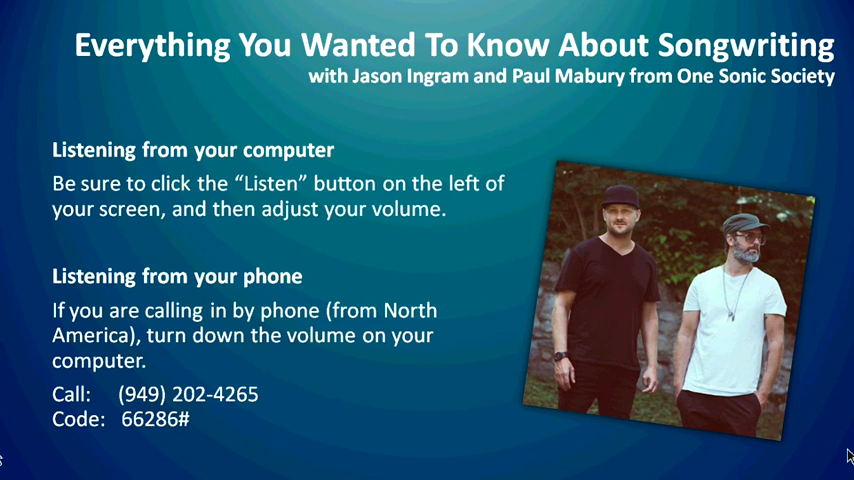 Everything You Wanted To Know About Songwriting
with Jason Ingram and Paul Mabury from One Sonic Society
Listening from your computer
Be sure to click the “Listen” button on the left of
your screen, and then adjust your volume.
Listening from your phone
If you are calling in by phone (from North
America), turn down the volume on your
computer.
Call: (949) 202-4265
Code: 66286#